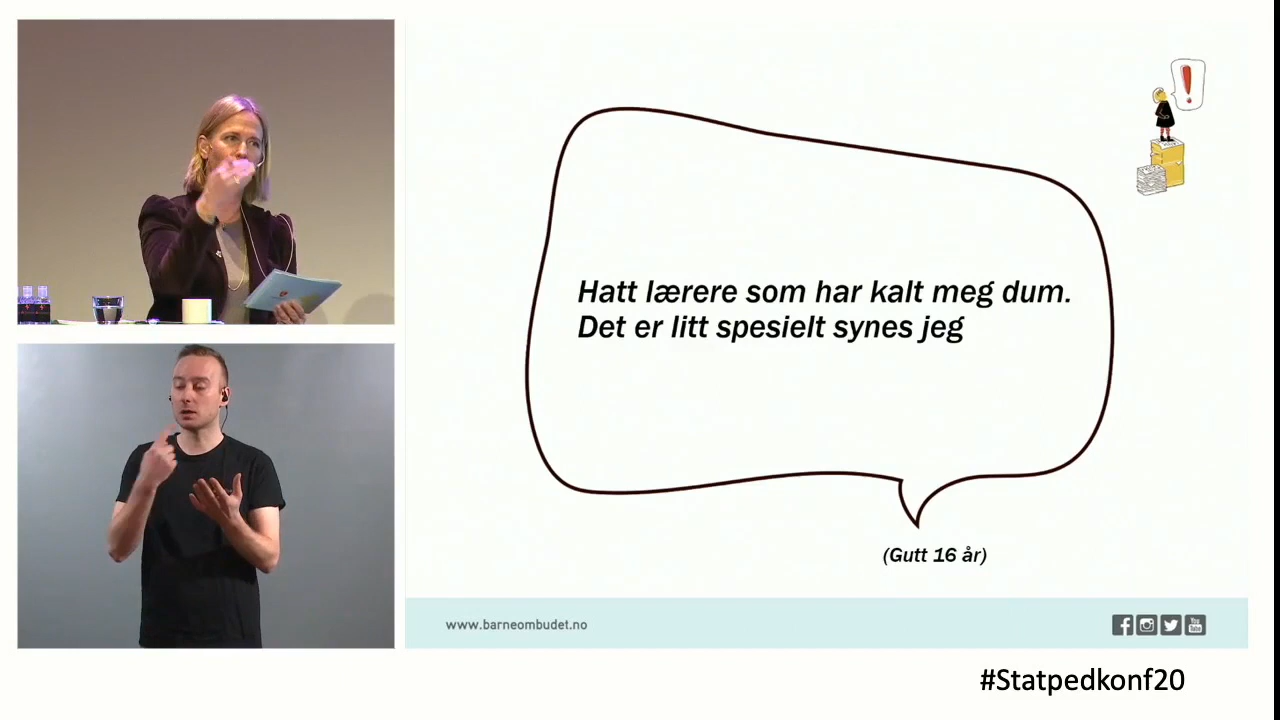 Hatt lærere som har kalt meg dum.
Det er litt spesielt synes jeg
(Gutt 16 år)
www.barneombudet.no
#Statpedkonf20